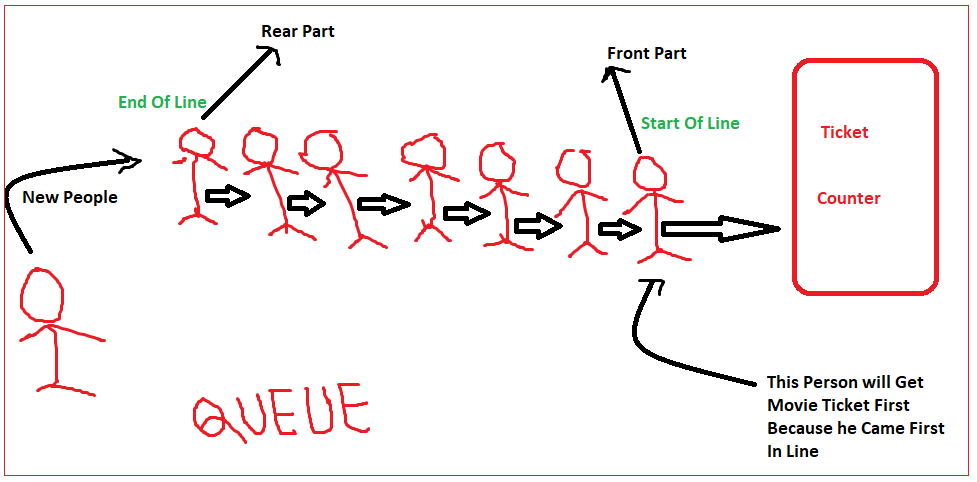 Rear Part
Front Part
End Of Line
Start Of Line
Ticket
Counter
New People
This Person will Get
Movie Ticket First
Because he Came First
In Line
QUEUE